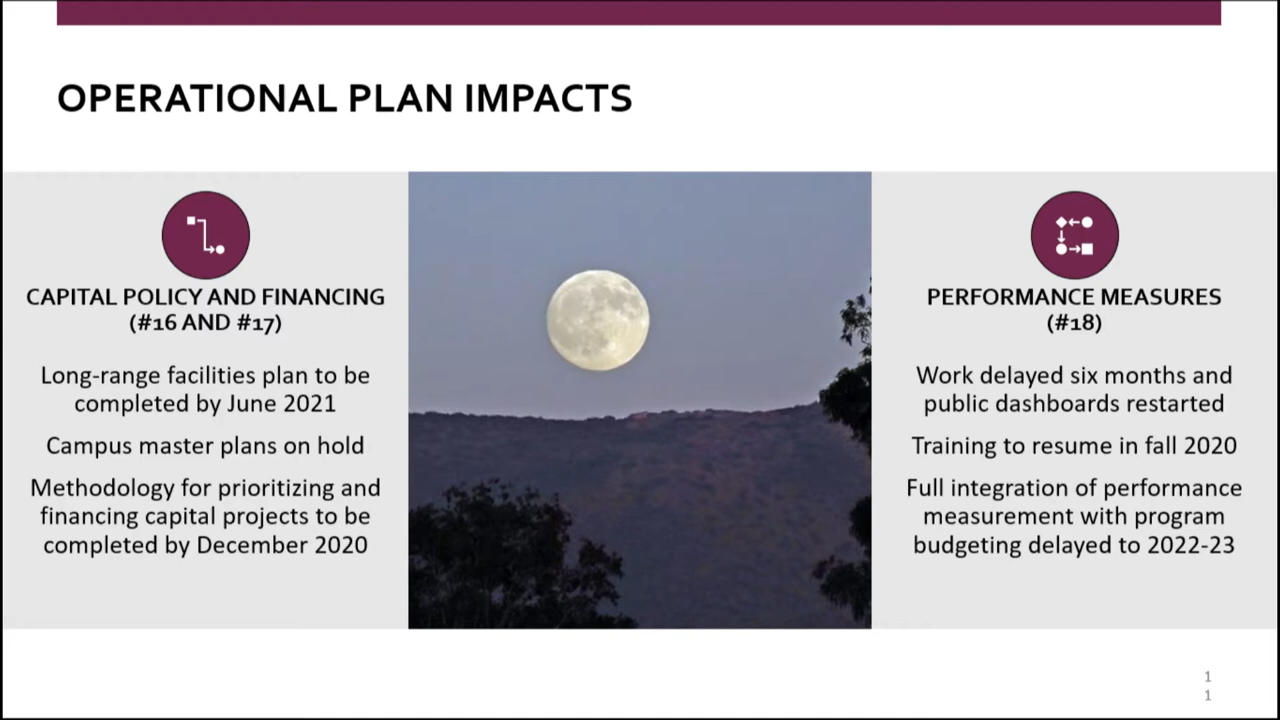 OPERATIONAL PLAN IMPACTS
CAPITAL POLICY AND FINANCING
(#16 AND #17)
Long-range facilities plan to be
completed by June 2021
Campus master plans on hold
Methodology for prioritizing and
financing capital projects to be
completed by December 2020
PERFORMANCE MEASURES
(#18)
Work delayed six months and
public dashboards restarted
Training to resume in fall 2020
Full integration of performance
measurement with program
budgeting delayed to 2022-23
1
1